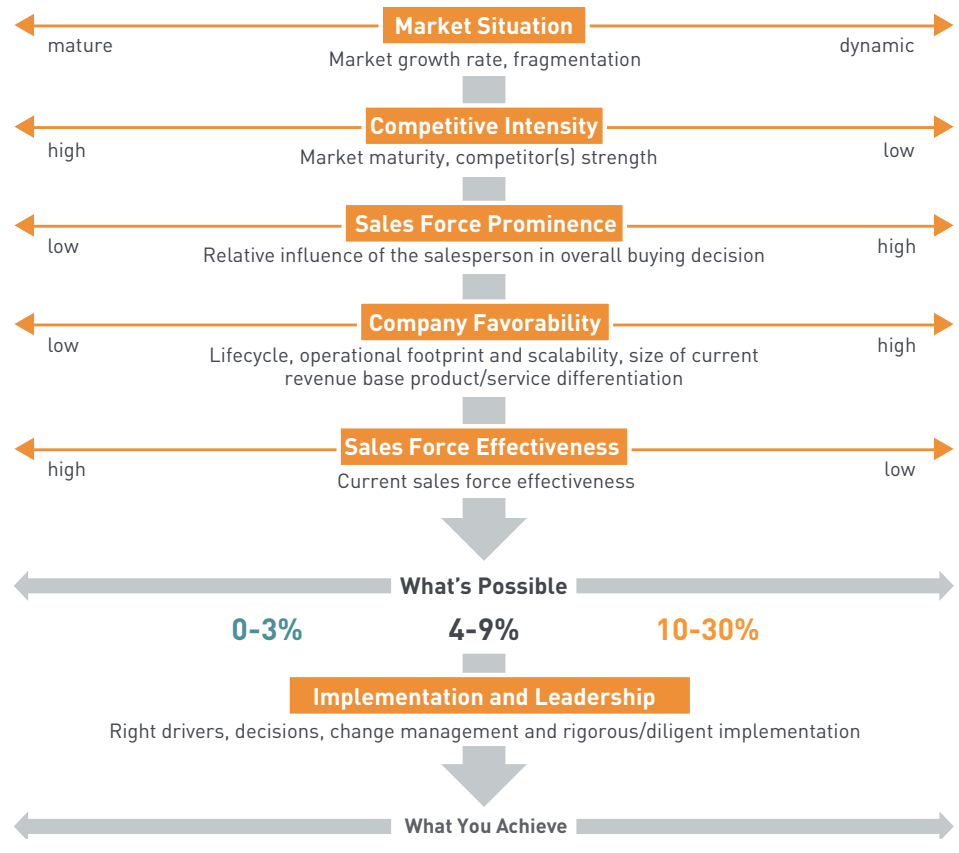 Market Situation
mature
dynamic
Market growth rate, fragmentation
Competitive Intensity
high
low
Market maturity, competitor(s) strength
Sales Force Prominence
low
high
Relative influence of the salesperson in overall buying decision
Company Favorability
low
high
Lifecycle, operational footprint and scalability, size of current
revenue base product/service differentiation
Sales Force Effectiveness
high
low
Current sales force effectiveness
What's Possible
0-3%
4-9%
10-30%
Implementation and Leadership
Right drivers, decisions, change management and rigorous/diligent implementation
What You Achieve